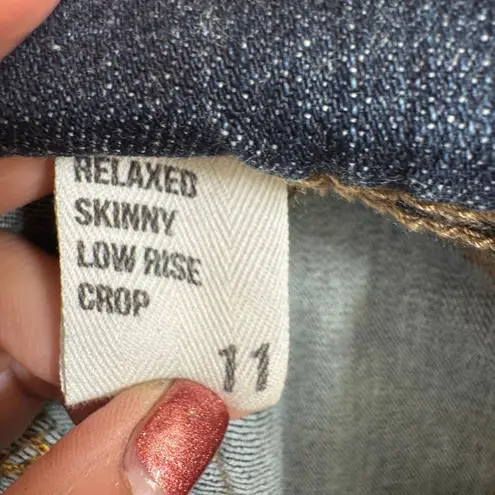 RELAXED
SKINNY
LOW RISE
CROP
11